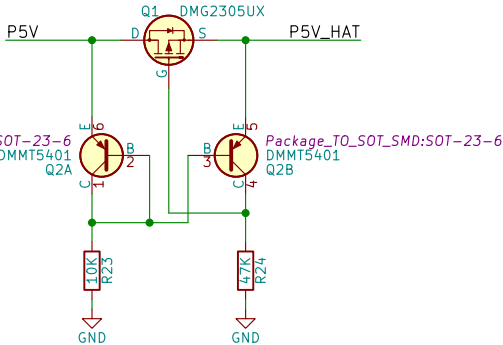 Q1 DMG2305UX
P5V D S P5V_HAT
G
E 6 E 5
SOT-23-6 Package_TO_SOT_SMD:SOT-23-6
DMMT5401 B 2 B 3 DMMT5401
Q2A Q2B
C 1 C 4
10K R23 47K R24
GND GND